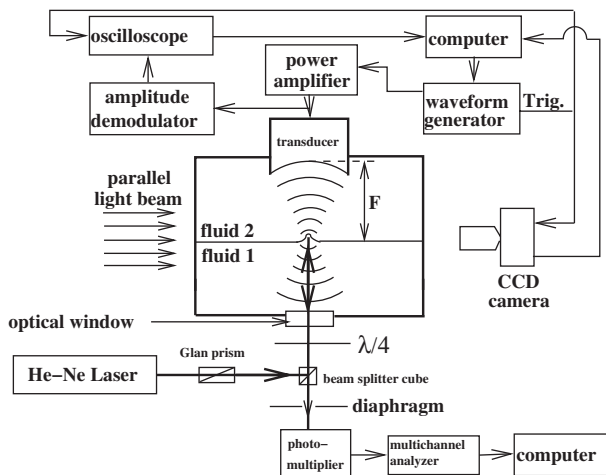 oscilloscope
computer
power
amplifier
amplitude
demodulator
waveform
generator
Trig.
transducer
parallel
light beam
F
fluid 2
fluid 1
CCD
camera
optical window
λ/4
Glan prism
He–Ne Laser
beam splitter cube
diaphragm
photo–
multiplier
multichannel
analyzer
computer